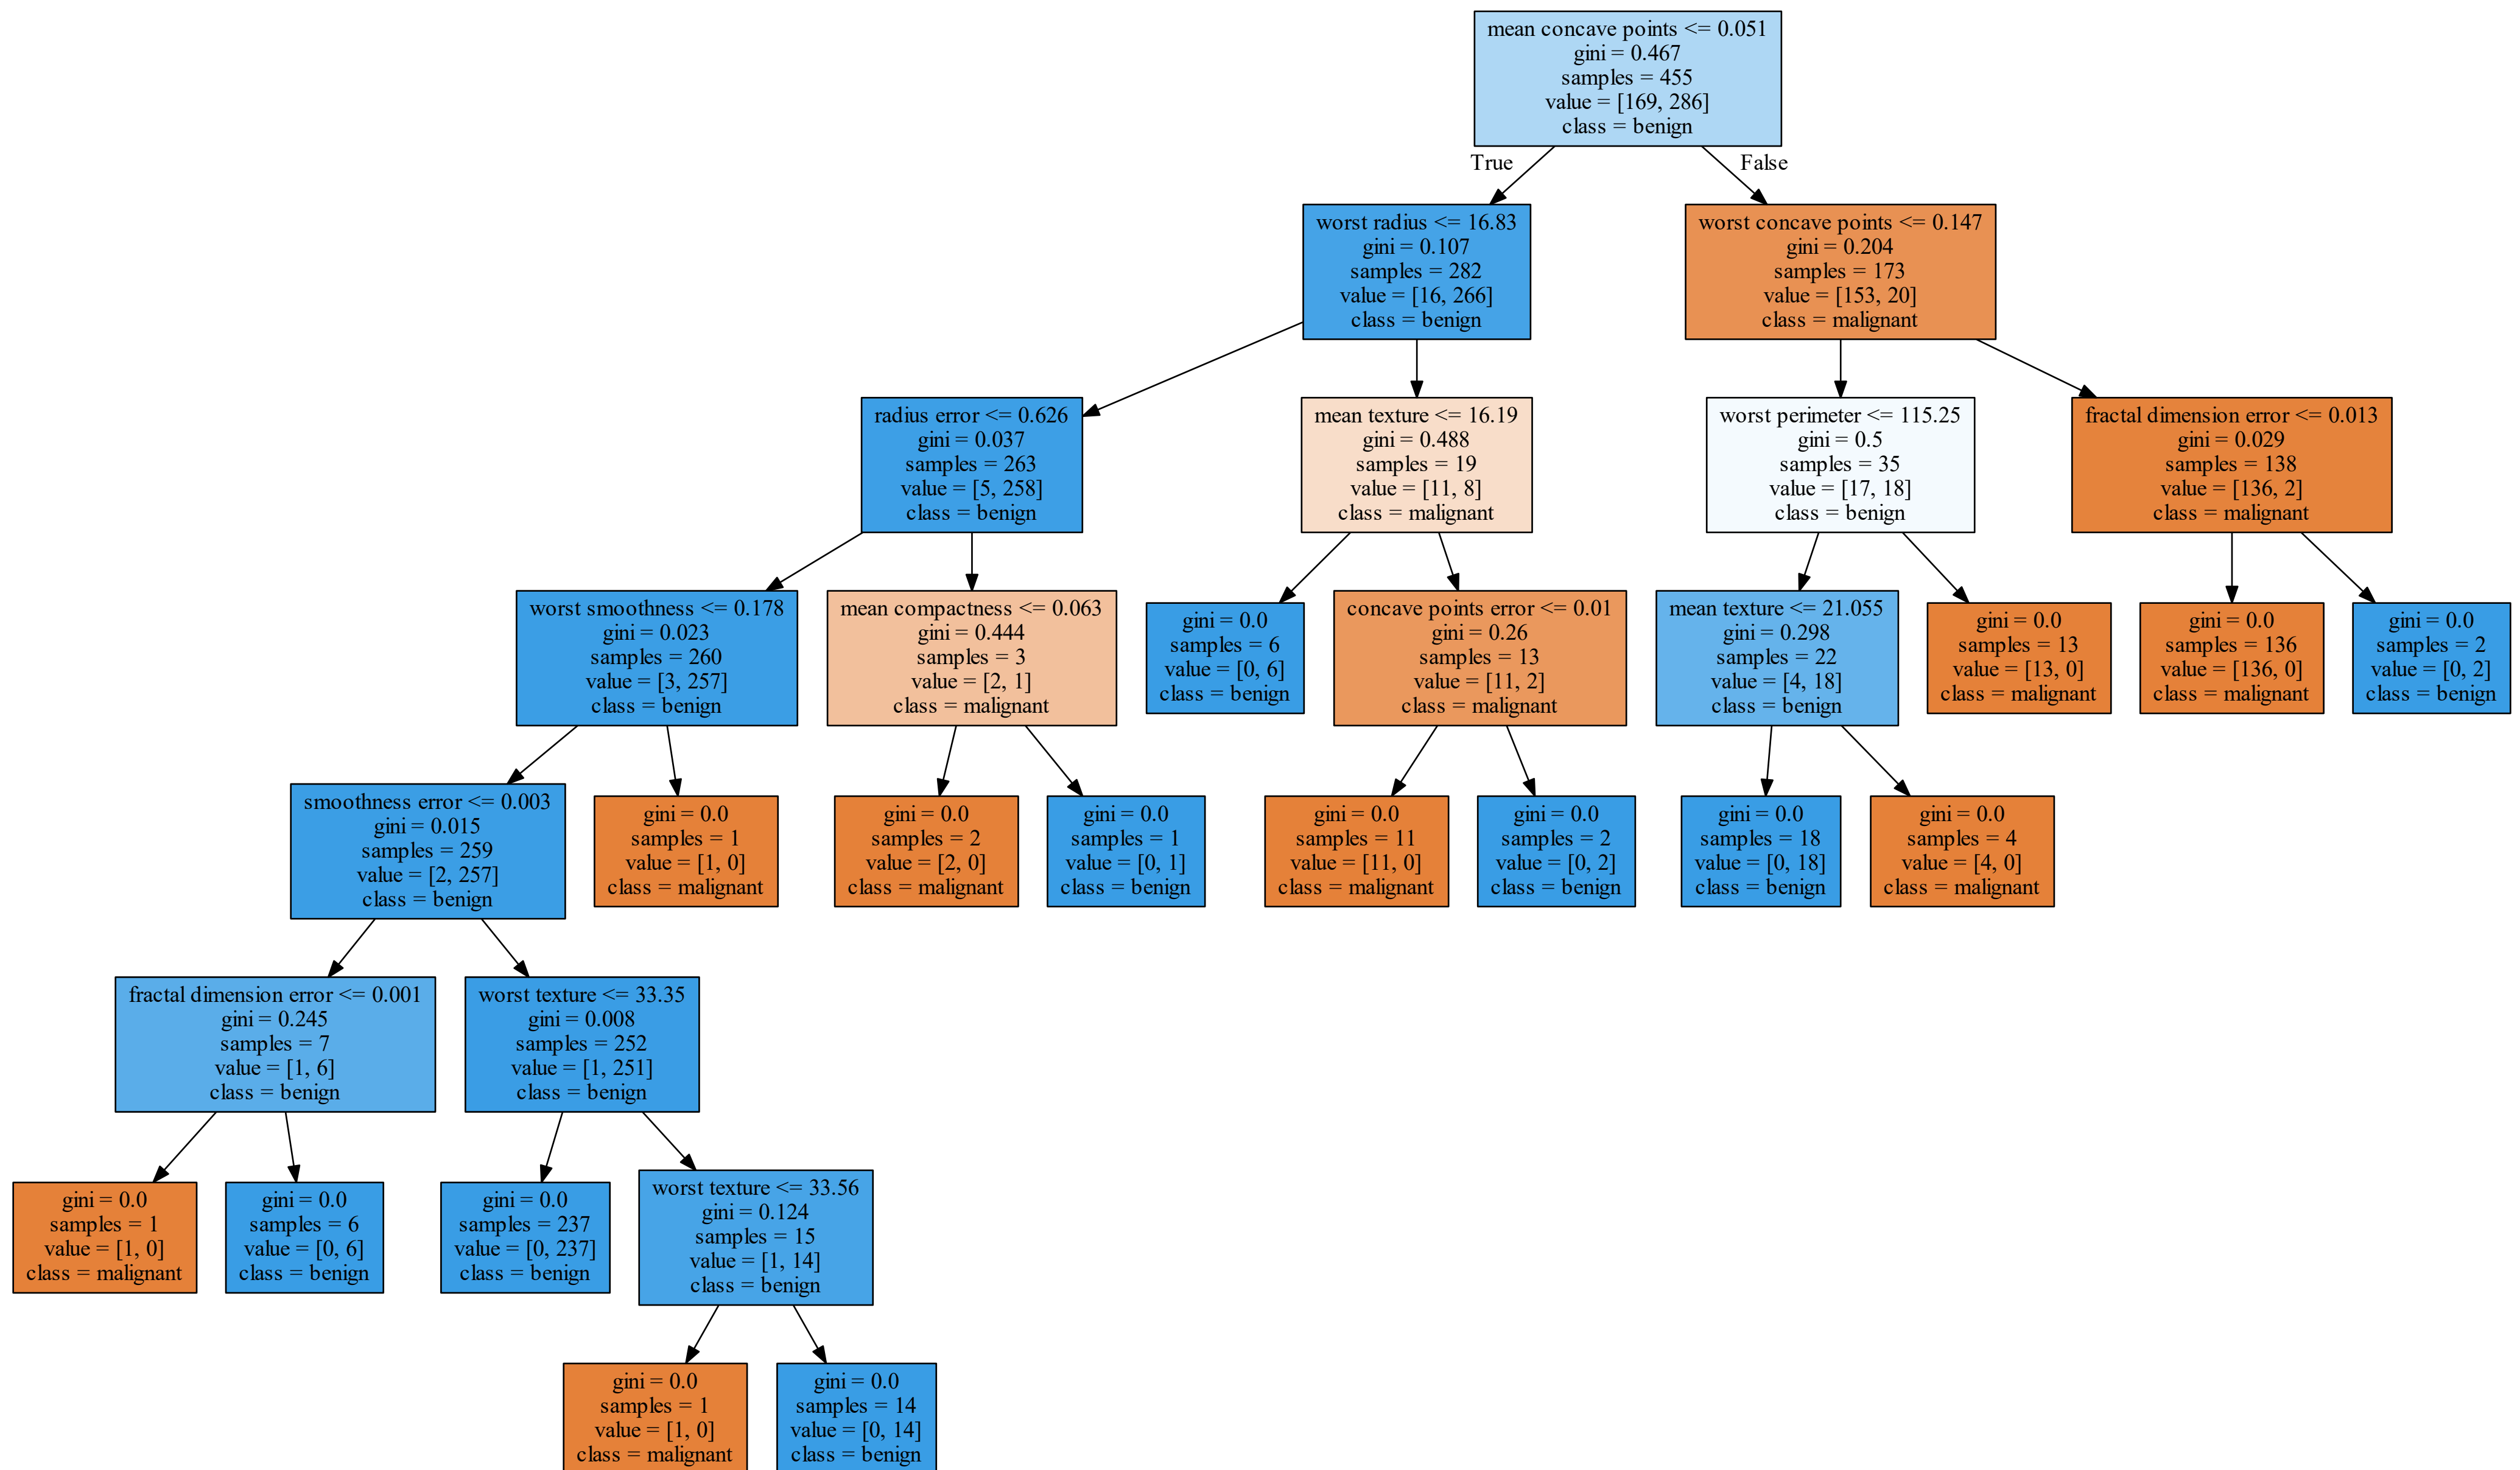 mean concave points <= 0.051
gini = 0.467
samples = 455
value = [169, 286]
class = benign
True
False
worst radius <= 16.83
gini = 0.107
samples = 282
value = [16, 266]
class = benign
worst concave points <= 0.147
gini = 0.204
samples = 173
value = [153, 20]
class = malignant
radius error <= 0.626
gini = 0.037
samples = 263
value = [5, 258]
class = benign
mean texture <= 16.19
gini = 0.488
samples = 19
value = [11, 8]
class = malignant
worst perimeter <= 115.25
gini = 0.5
samples = 35
value = [17, 18]
class = benign
fractal dimension error <= 0.013
gini = 0.029
samples = 138
value = [136, 2]
class = malignant
worst smoothness <= 0.178
gini = 0.023
samples = 260
value = [3, 257]
class = benign
mean compactness <= 0.063
gini = 0.444
samples = 3
value = [2, 1]
class = malignant
gini = 0.0
samples = 6
value = [0, 6]
class = benign
concave points error <= 0.01
gini = 0.26
samples = 13
value = [11, 2]
class = malignant
mean texture <= 21.055
gini = 0.298
samples = 22
value = [4, 18]
class = benign
gini = 0.0
samples = 13
value = [13, 0]
class = malignant
gini = 0.0
samples = 136
value = [136, 0]
class = malignant
gini = 0.0
samples = 2
value = [0, 2]
class = benign
smoothness error <= 0.003
gini = 0.015
samples = 259
value = [2, 257]
class = benign
gini = 0.0
samples = 1
value = [1, 0]
class = malignant
gini = 0.0
samples = 2
value = [2, 0]
class = malignant
gini = 0.0
samples = 1
value = [0, 1]
class = benign
gini = 0.0
samples = 11
value = [11, 0]
class = malignant
gini = 0.0
samples = 2
value = [0, 2]
class = benign
gini = 0.0
samples = 18
value = [0, 18]
class = benign
gini = 0.0
samples = 4
value = [4, 0]
class = malignant
fractal dimension error <= 0.001
gini = 0.245
samples = 7
value = [1, 6]
class = benign
worst texture <= 33.35
gini = 0.008
samples = 252
value = [1, 251]
class = benign
gini = 0.0
samples = 1
value = [1, 0]
class = malignant
gini = 0.0
samples = 6
value = [0, 6]
class = benign
gini = 0.0
samples = 237
value = [0, 237]
class = benign
worst texture <= 33.56
gini = 0.124
samples = 15
value = [1, 14]
class = benign
gini = 0.0
samples = 1
value = [1, 0]
class = malignant
gini = 0.0
samples = 14
value = [0, 14]
class = benign